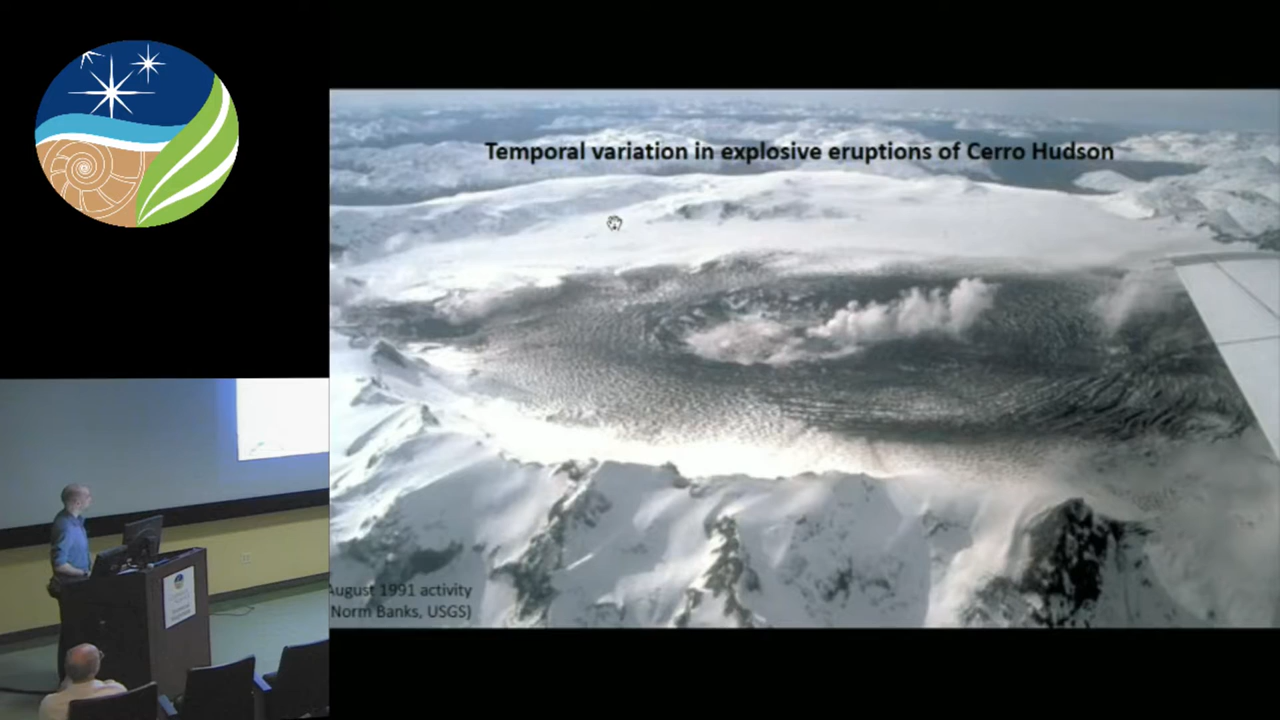 Temporal variation in explosive eruptions of Cerro Hudson
August 1991 activity
Norm Banks, USGS)